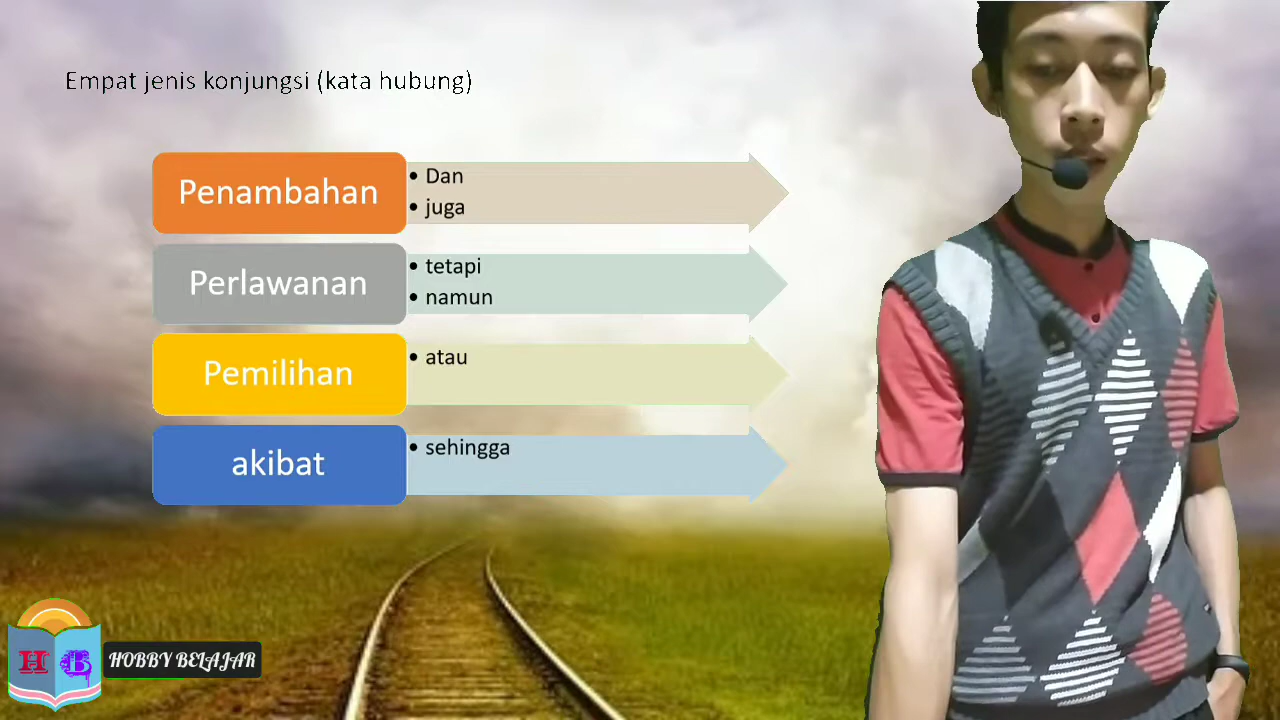 Empat jenis konjungsi (kata hubung)
Penambahan
• Dan
• juga
Perlawanan
• tetapi
• namun
Pemilihan
• atau
akibat
• sehingga
H B
HOBBY BELAJAR